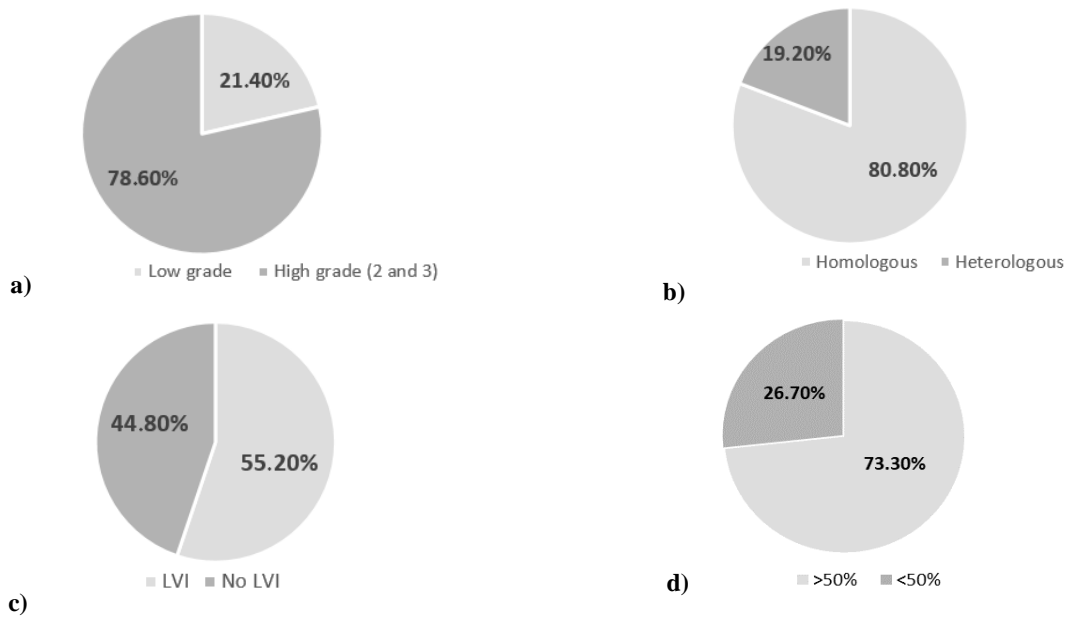 21.40%
78.60%
Low grade High grade (2 and 3)
a)
19.20%
80.80%
Homologous Heterologous
b)
44.80%
55.20%
LVI No LVI
c)
26.70%
73.30%
>50% <50%
d)